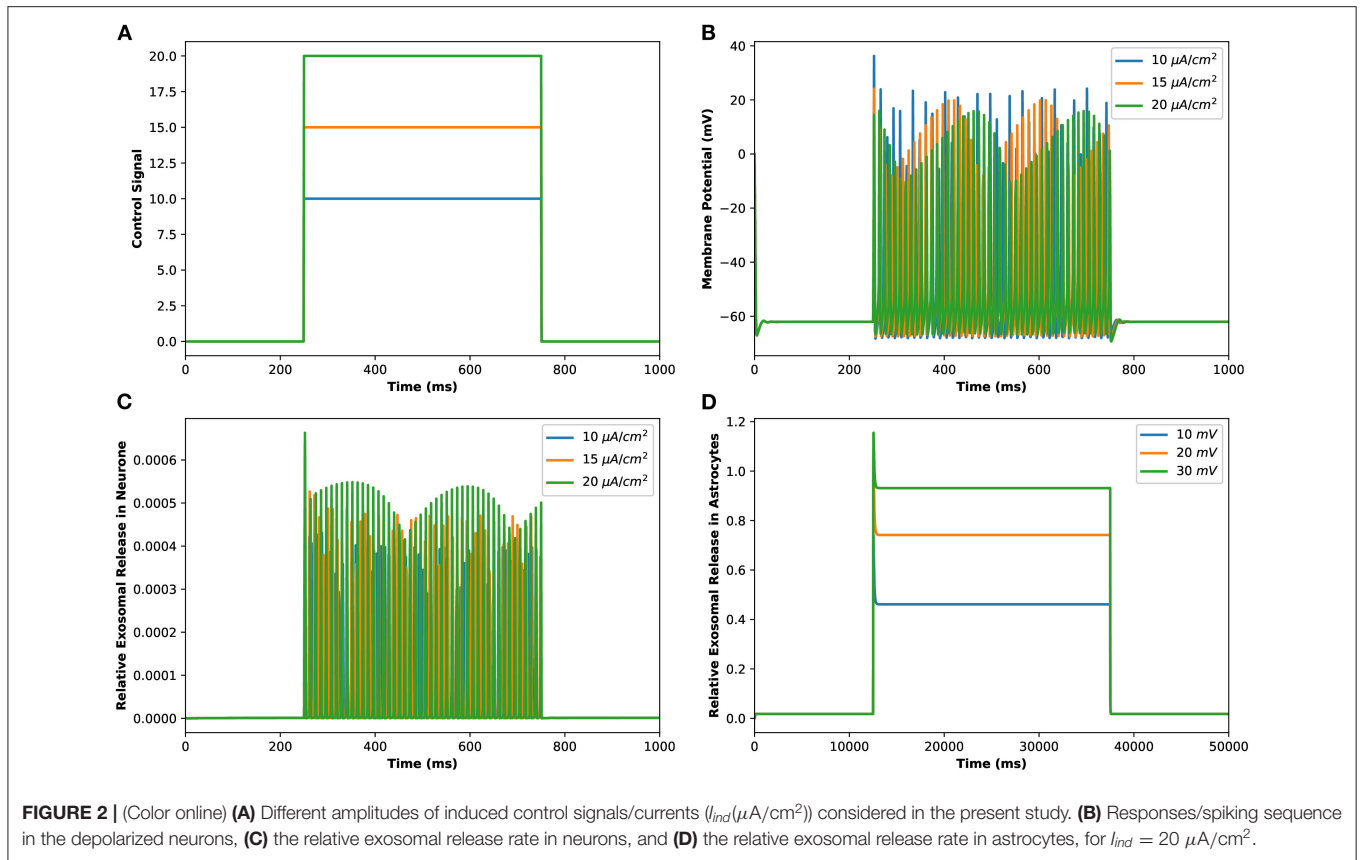 A
20.0
17.5
15.0
12.5
10.0
7.5
5.0
2.5
0.0
Control Signal
0 200 400 600 800 1000
Time (ms)
B
40
20
0
−20
−40
−60
Membrane Potential (mV)
10 μA/cm²
15 μA/cm²
20 μA/cm²
0 200 400 600 800 1000
Time (ms)
C
0.0006
0.0005
0.0004
0.0003
0.0002
0.0001
0.0000
Relative Exosomal Release in Neurone
10 μA/cm²
15 μA/cm²
20 μA/cm²
0 200 400 600 800 1000
Time (ms)
D
1.2
1.0
0.8
0.6
0.4
0.2
0.0
Relative Exosomal Release in Astrocytes
10 mV
20 mV
30 mV
0 10000 20000 30000 40000 50000
Time (ms)
FIGURE 2 | (Color online) (A) Different amplitudes of induced control signals/currents (I_ind(μA/cm²)) considered in the present study. (B) Responses/spiking sequence
in the depolarized neurons, (C) the relative exosomal release rate in neurons, and (D) the relative exosomal release rate in astrocytes, for I_ind = 20 μA/cm².